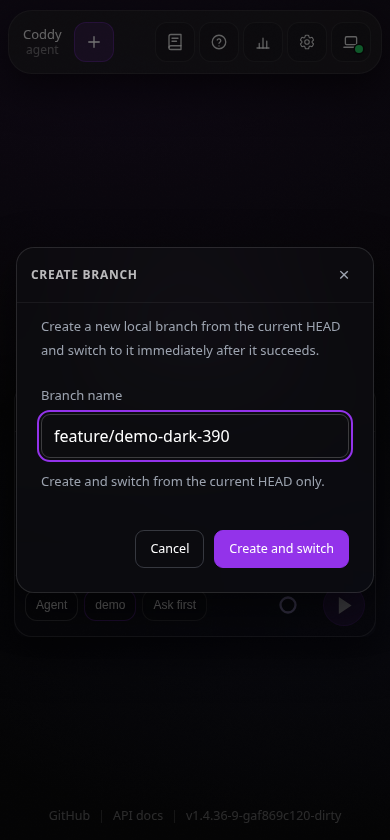 Coddy
agent
CREATE BRANCH
Create a new local branch from the current HEAD
and switch to it immediately after it succeeds.
Branch name
feature/demo-dark-390
Create and switch from the current HEAD only.
Cancel
Create and switch
Agent
demo
Ask first
GitHub
API docs
v1.4.36-9-gaf869c120-dirty